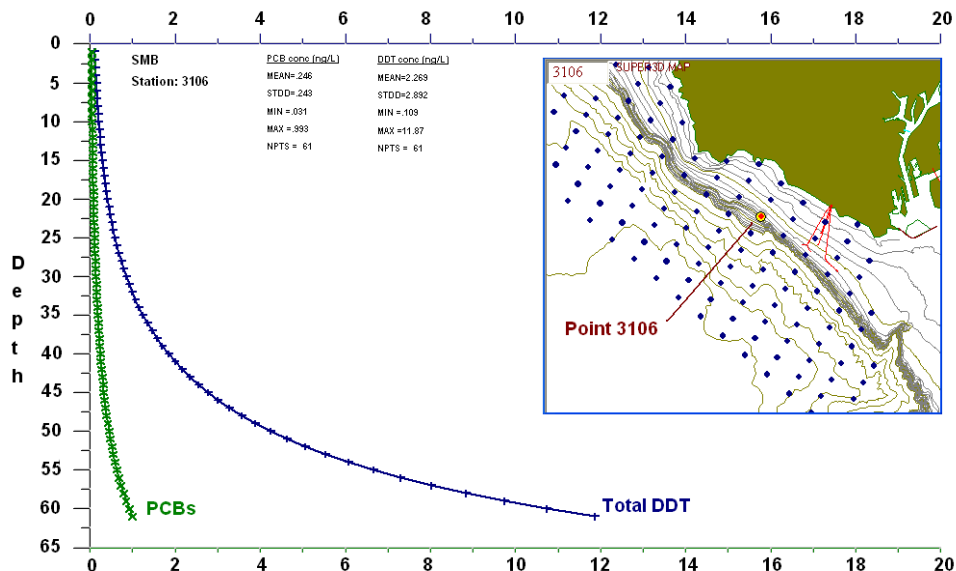 0 2 4 6 8 10 12 14 16 18 20
0
5
10
15
20
25
30
35
40
45
50
55
60
65
Depth
SMB
Station: 3106
PCB conc (ng/L)
MEAN=.246
STDD=.243
MIN =.031
MAX =.993
NPTS = 61
DDT conc (ng/L)
MEAN=2.269
STDD=2.892
MIN =.109
MAX =11.87
NPTS = 61
3106
SUPER3D MAP
Point 3106
PCBs
Total DDT
0 2 4 6 8 10 12 14 16 18 20